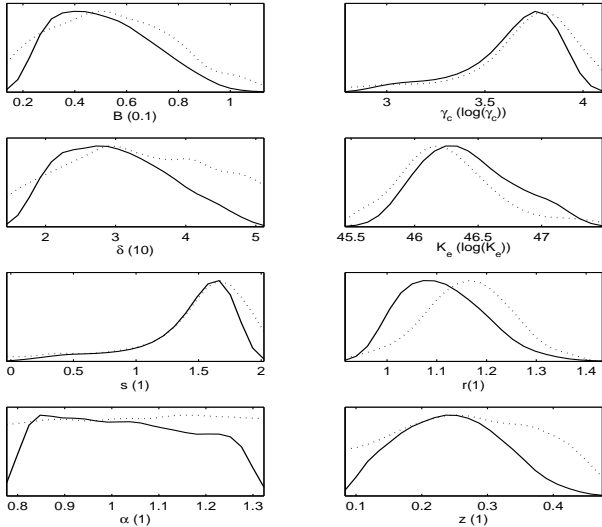 0.2 0.4 0.6 0.8 1
B (0.1)
3 3.5 4
γc (log(γc))
2 3 4 5
δ (10)
45.5 46 46.5 47
Ke (log(Ke))
0 0.5 1 1.5 2
s (1)
1 1.1 1.2 1.3 1.4
r(1)
0.8 0.9 1 1.1 1.2 1.3
α (1)
0.1 0.2 0.3 0.4
z (1)